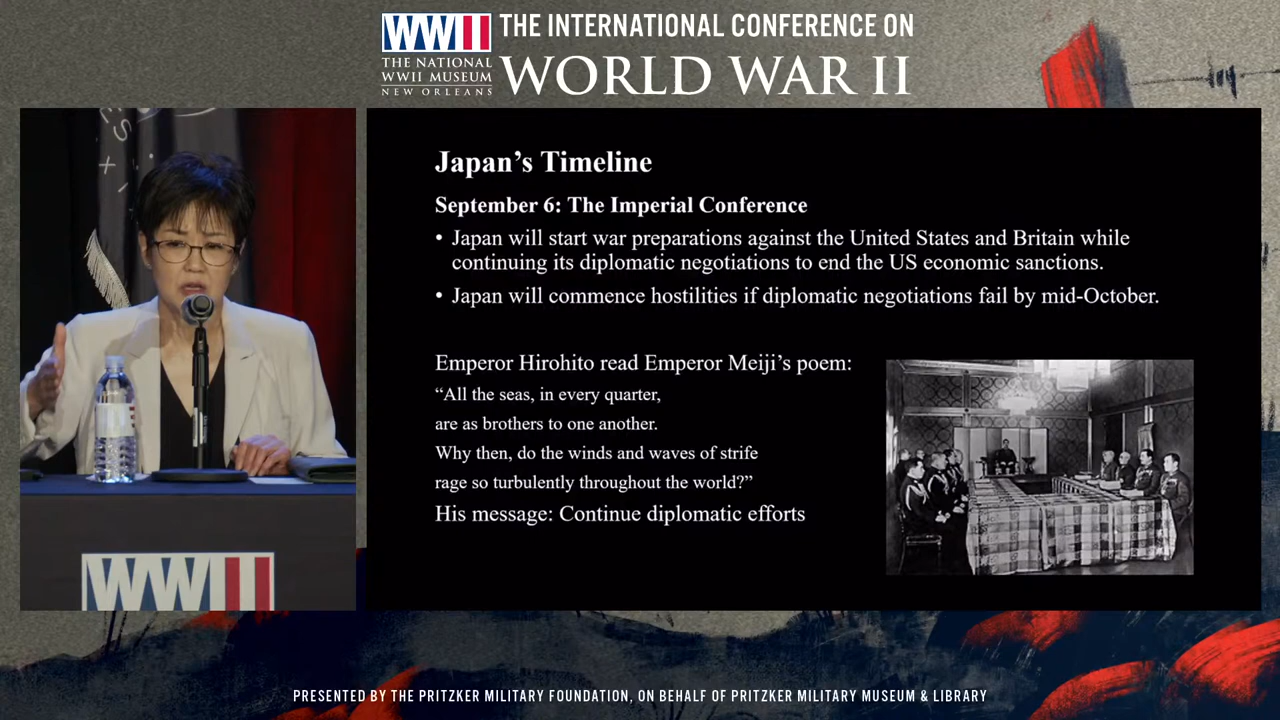 WWII
THE NATIONAL
WWII MUSEUM
NEW ORLEANS
THE INTERNATIONAL CONFERENCE ON
WORLD WAR II
Japan’s Timeline
September 6: The Imperial Conference
• Japan will start war preparations against the United States and Britain while
continuing its diplomatic negotiations to end the US economic sanctions.
• Japan will commence hostilities if diplomatic negotiations fail by mid-October.
Emperor Hirohito read Emperor Meiji’s poem:
“All the seas, in every quarter,
are as brothers to one another.
Why then, do the winds and waves of strife
rage so turbulently throughout the world?”
His message: Continue diplomatic efforts
WWII
PRESENTED BY THE PRITZKER MILITARY FOUNDATION, ON BEHALF OF PRITZKER MILITARY MUSEUM & LIBRARY